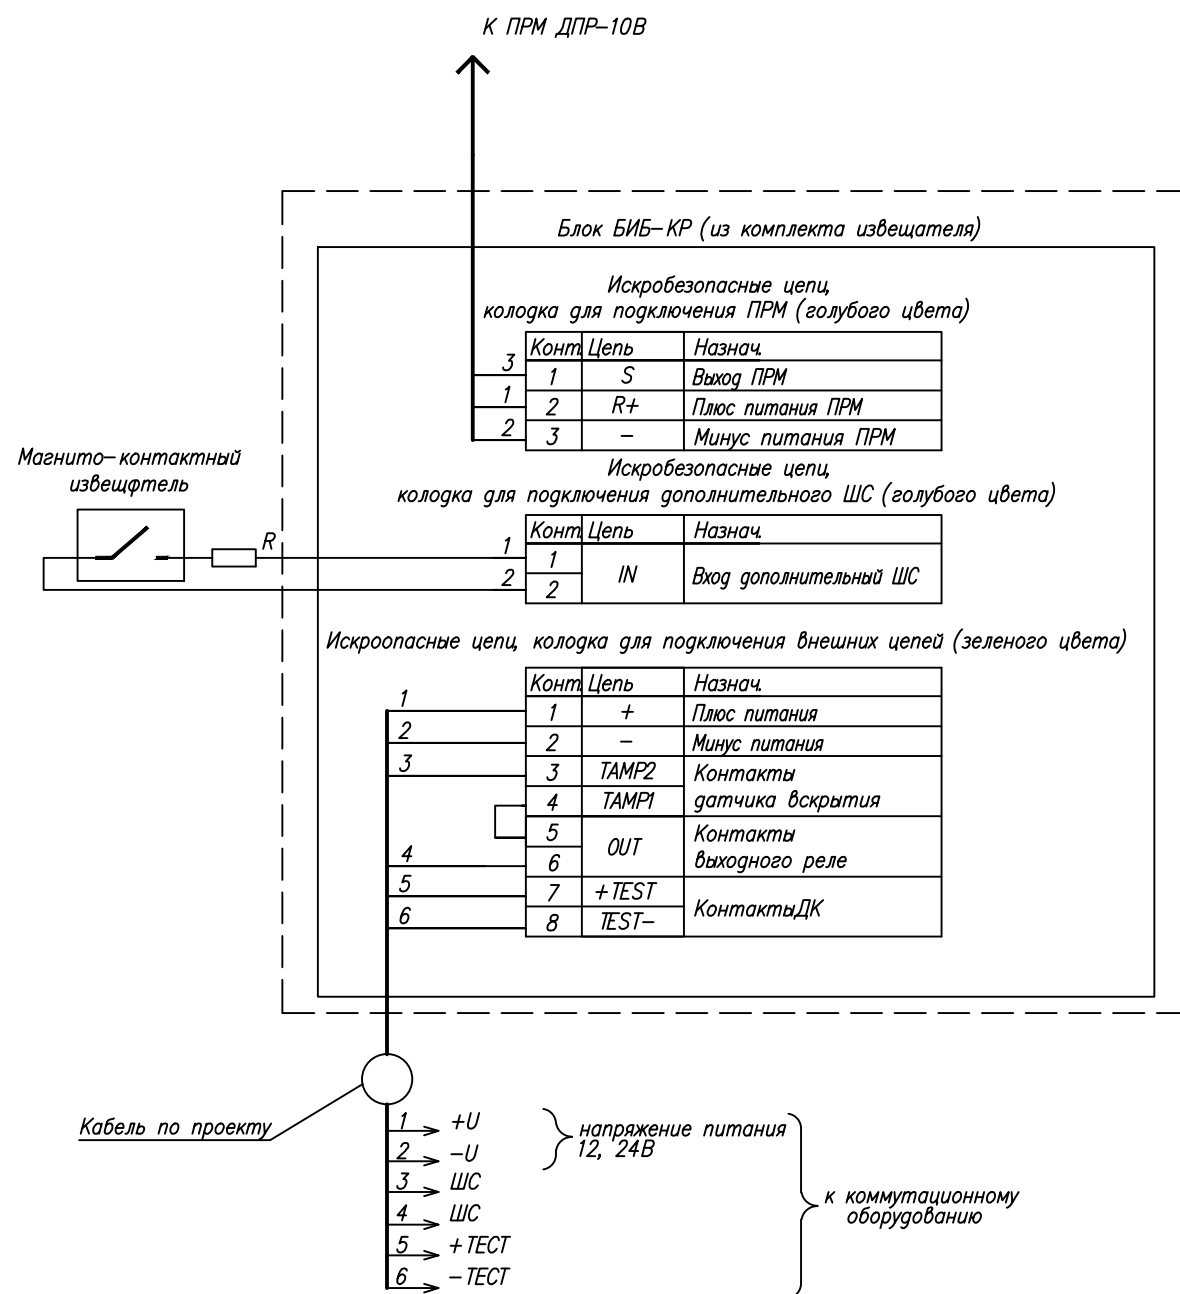 К ПРМ ДПР-10В
Блок БИБ-КР (из комплекта извещателя)
Искробезопасные цепи,
колодка для подключения ПРМ (голубого цвета)
Конт. Цепь Назнач.
3 1 S Выход ПРМ
1 2 R+ Плюс питания ПРМ
2 3 - Минус питания ПРМ
Магнито-контактный
извещфтель
R
Искробезопасные цепи,
колодка для подключения дополнительного ШС (голубого цвета)
Конт. Цепь Назнач.
1 1
IN Вход дополнительный ШС
2 2
Искроопасные цепи, колодка для подключения внешних цепей (зеленого цвета)
Конт. Цепь Назнач.
1 1 + Плюс питания
2 2 - Минус питания
3 3 TAMP2 Контакты
4 TAMP1 датчика вскрытия
5 Контакты
OUT
4 6 выходного реле
5 7 +TEST
КонтактыДК
6 8 TEST-
Кабель по проекту
1 +U
2 -U
напряжение питания
12, 24В
3 ШС
4 ШС
5 +ТЕСТ
6 -ТЕСТ
к коммутационному
оборудованию